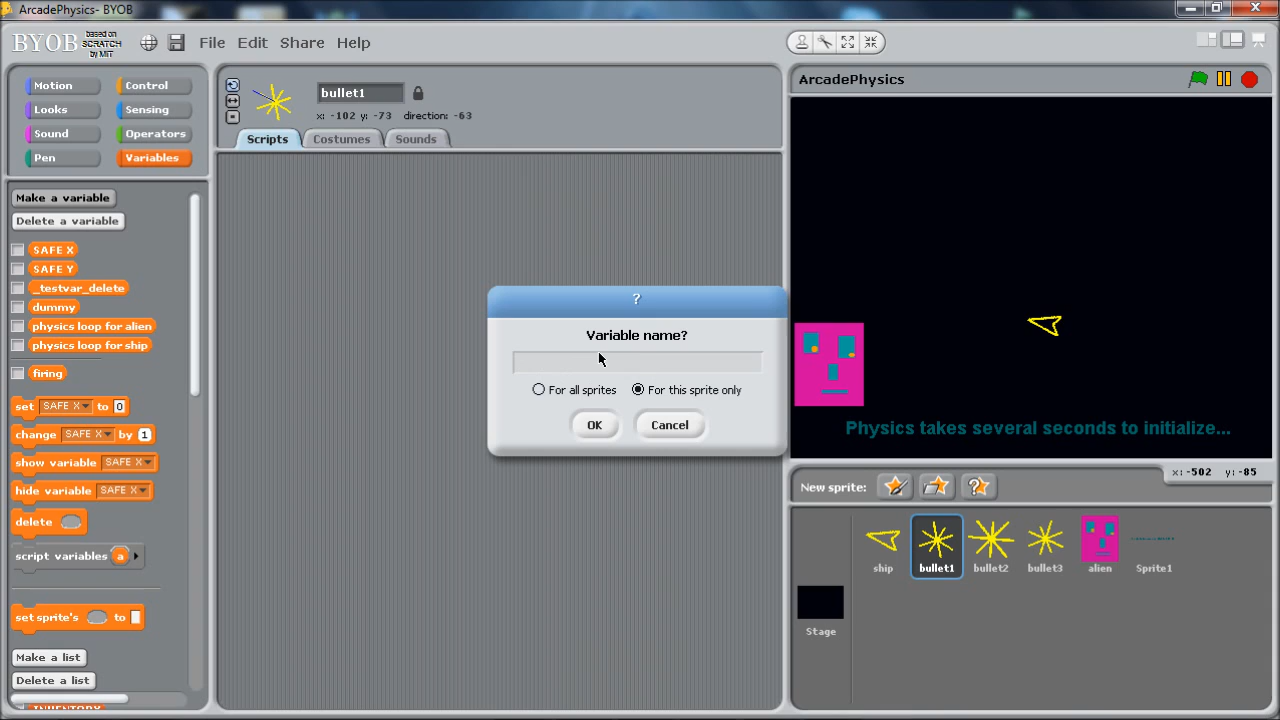 ArcadePhysics- BYOB
BYOB based on SCRATCH by MIT File Edit Share Help
Motion Control
Looks Sensing
Sound Operators
Pen Variables
Make a variable
Delete a variable
SAFE X
SAFE Y
_testvar_delete
dummy
physics loop for alien
physics loop for ship
firing
set SAFE X to 0
change SAFE X by 1
show variable SAFE X
hide variable SAFE X
delete
script variables a
set sprite's to
Make a list
Delete a list
INVENTORY
bullet1
x: -102 y: -73 direction: -63
Scripts Costumes Sounds
?
Variable name?
For all sprites For this sprite only
OK Cancel
ArcadePhysics
Physics takes several seconds to initialize...
x: -502 y: -85
New sprite: ?
ship bullet1 bullet2 bullet3 alien Sprite1
Stage